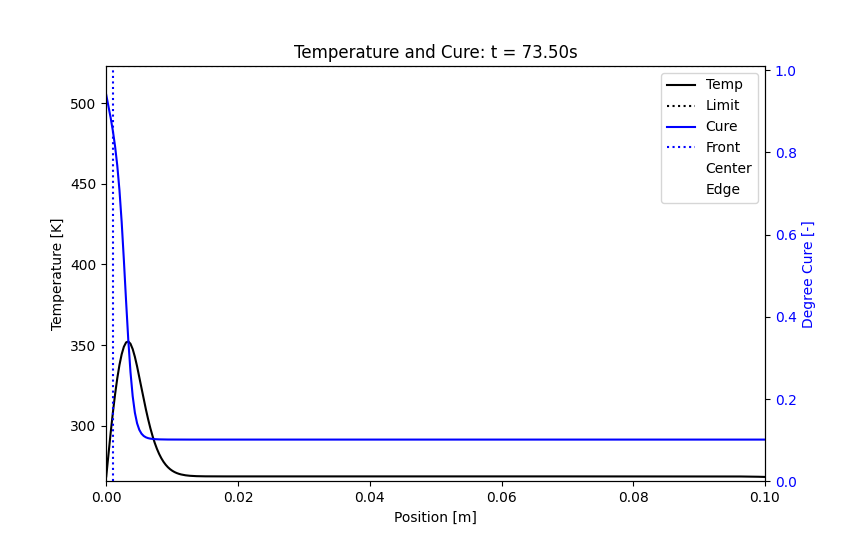 Temperature and Cure: t = 73.50s
Temp
Limit
Cure
Front
Center
Edge
Temperature [K]
500
450
400
350
300
Degree Cure [-]
1.0
0.8
0.6
0.4
0.2
0.0
0.00
0.02
0.04
0.06
0.08
0.10
Position [m]